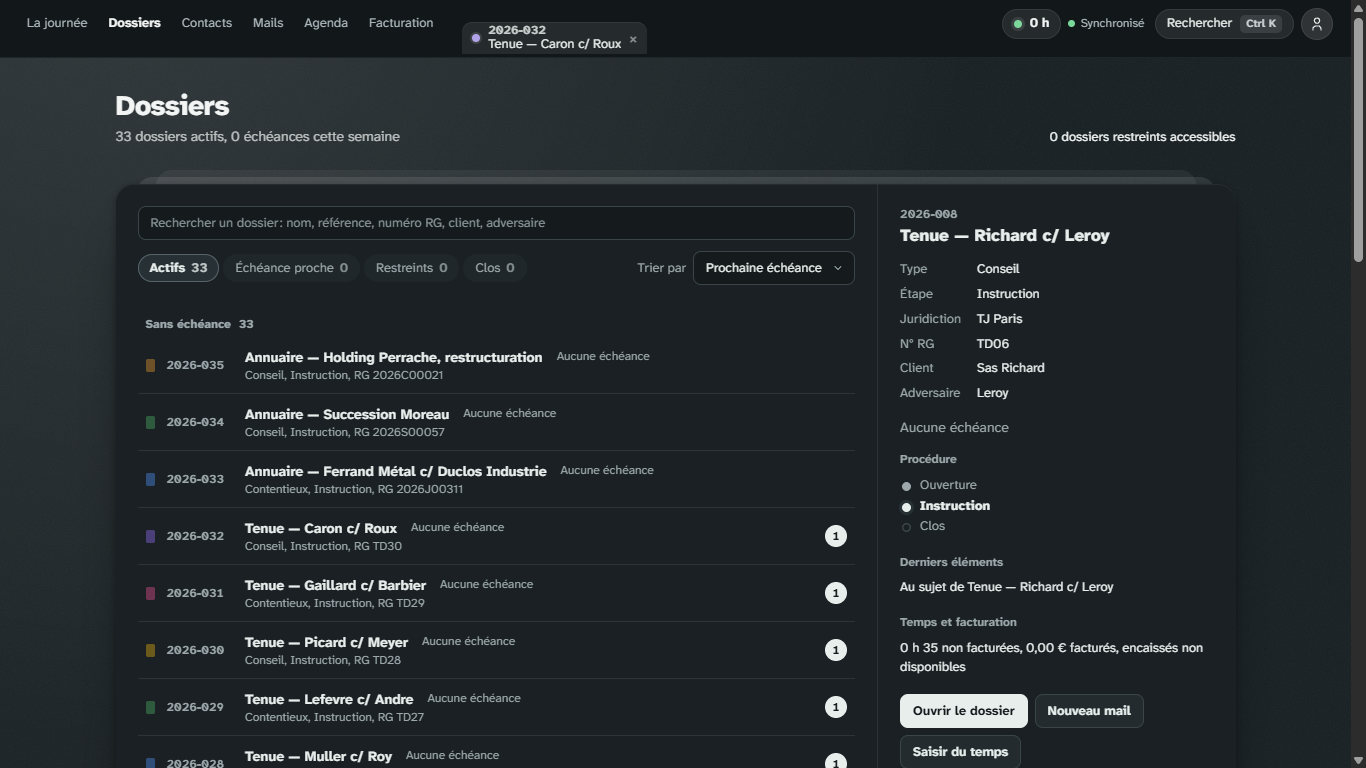 La journée Dossiers Contacts Mails Agenda Facturation
2026-032
Tenue — Caron c/ Roux ×
0 h Synchronisé Rechercher Ctrl K
Dossiers
33 dossiers actifs, 0 échéances cette semaine
0 dossiers restreints accessibles
Rechercher un dossier : nom, référence, numéro RG, client, adversaire
Actifs 33 Échéance proche 0 Restreints 0 Clos 0
Trier par Prochaine échéance
Sans échéance 33
2026-035 Annuaire — Holding Perrache, restructuration Aucune échéance
Conseil, Instruction, RG 2026C00021
2026-034 Annuaire — Succession Moreau Aucune échéance
Conseil, Instruction, RG 2026S00057
2026-033 Annuaire — Ferrand Métal c/ Duclos Industrie Aucune échéance
Contentieux, Instruction, RG 2026J00311
2026-032 Tenue — Caron c/ Roux Aucune échéance 1
Conseil, Instruction, RG TD30
2026-031 Tenue — Gaillard c/ Barbier Aucune échéance 1
Contentieux, Instruction, RG TD29
2026-030 Tenue — Picard c/ Meyer Aucune échéance 1
Conseil, Instruction, RG TD28
2026-029 Tenue — Lefevre c/ Andre Aucune échéance 1
Contentieux, Instruction, RG TD27
2026-028 Tenue — Muller c/ Roy Aucune échéance 1
2026-008
Tenue — Richard c/ Leroy
Type Conseil
Étape Instruction
Juridiction TJ Paris
N° RG TD06
Client Sas Richard
Adversaire Leroy
Aucune échéance
Procédure
Ouverture
Instruction
Clos
Derniers éléments
Au sujet de Tenue — Richard c/ Leroy
Temps et facturation
0 h 35 non facturées, 0,00 € facturés, encaissés non
disponibles
Ouvrir le dossier Nouveau mail
Saisir du temps